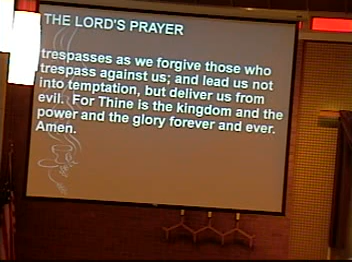 THE LORD'S PRAYER
trespasses as we forgive those who
trespass against us; and lead us not
into temptation, but deliver us from
evil. For Thine is the kingdom and the
power and the glory forever and ever.
Amen.